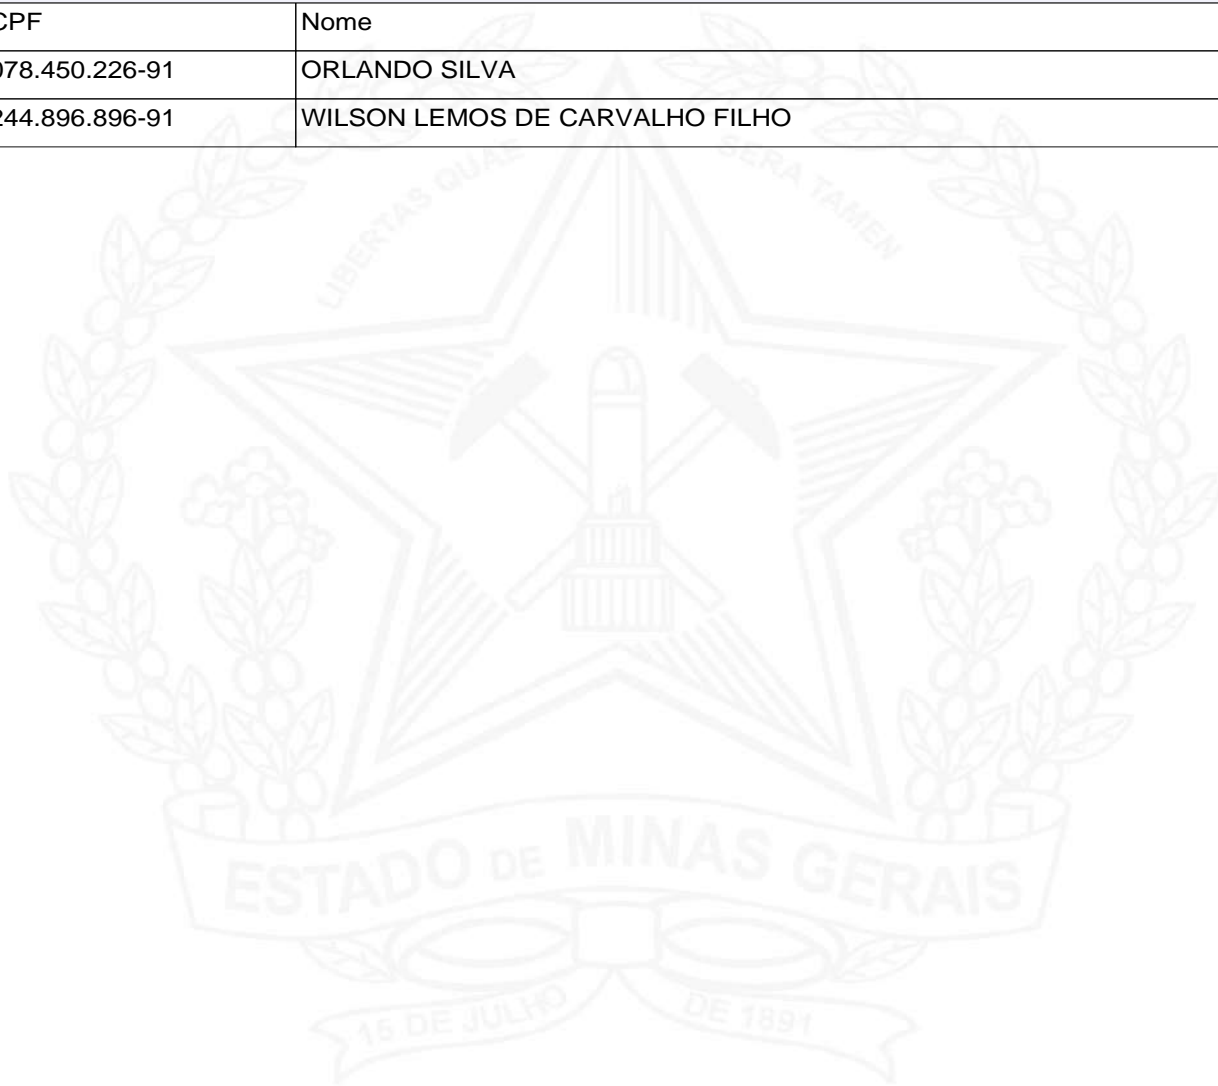 CPF Nome
078.450.226-91 ORLANDO SILVA
244.896.896-91 WILSON LEMOS DE CARVALHO FILHO
LIBERTAS QUAE SERA TAMEN
ESTADO DE MINAS GERAIS
15 DE JULHO DE 1891